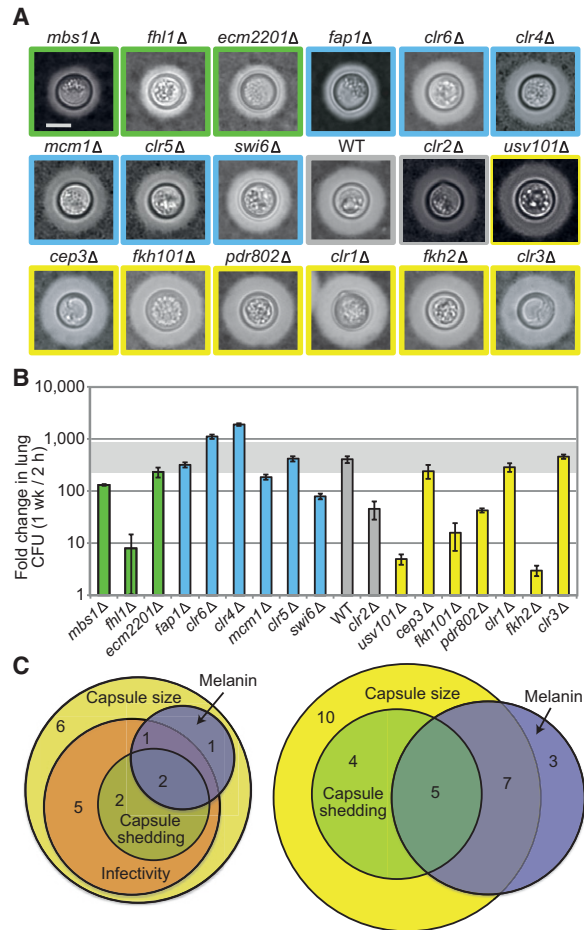 A
mbs1Δ fhl1Δ ecm2201Δ fap1Δ clr6Δ clr4Δ
mcm1Δ clr5Δ swi6Δ WT clr2Δ usv101Δ
cep3Δ fkh101Δ pdr802Δ clr1Δ fkh2Δ clr3Δ
B
Fold change in lung
CFU (1 wk / 2 h)
10,000
1,000
100
10
1
mbs1Δ fhl1Δ ecm2201Δ fap1Δ clr6Δ clr4Δ mcm1Δ clr5Δ swi6Δ WT clr2Δ usv101Δ cep3Δ fkh101Δ pdr802Δ clr1Δ fkh2Δ clr3Δ
C
Capsule size
Melanin
6
1
1
2
2
5
Capsule
shedding
Infectivity
Capsule size
Melanin
10
3
4
5
7
Capsule
shedding